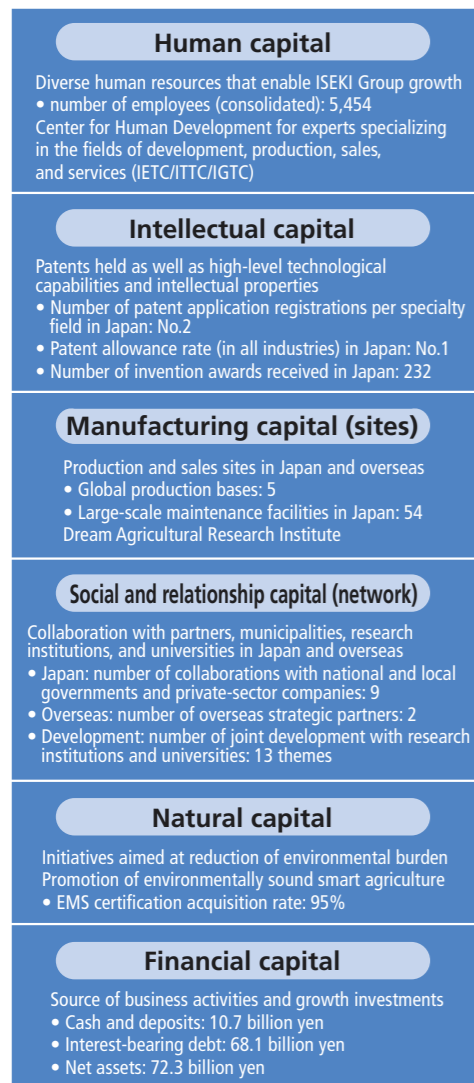 Human capital
Diverse human resources that enable ISEKI Group growth
• number of employees (consolidated): 5,454
Center for Human Development for experts specializing
in the fields of development, production, sales,
and services (IETC/ITTC/IGTC)
Intellectual capital
Patents held as well as high-level technological
capabilities and intellectual properties
• Number of patent application registrations per specialty
field in Japan: No.2
• Patent allowance rate (in all industries) in Japan: No.1
• Number of invention awards received in Japan: 232
Manufacturing capital (sites)
Production and sales sites in Japan and overseas
• Global production bases: 5
• Large-scale maintenance facilities in Japan: 54
Dream Agricultural Research Institute
Social and relationship capital (network)
Collaboration with partners, municipalities, research
institutions, and universities in Japan and overseas
• Japan: number of collaborations with national and local
governments and private-sector companies: 9
• Overseas: number of overseas strategic partners: 2
• Development: number of joint development with research
institutions and universities: 13 themes
Natural capital
Initiatives aimed at reduction of environmental burden
Promotion of environmentally sound smart agriculture
• EMS certification acquisition rate: 95%
Financial capital
Source of business activities and growth investments
• Cash and deposits: 10.7 billion yen
• Interest-bearing debt: 68.1 billion yen
• Net assets: 72.3 billion yen